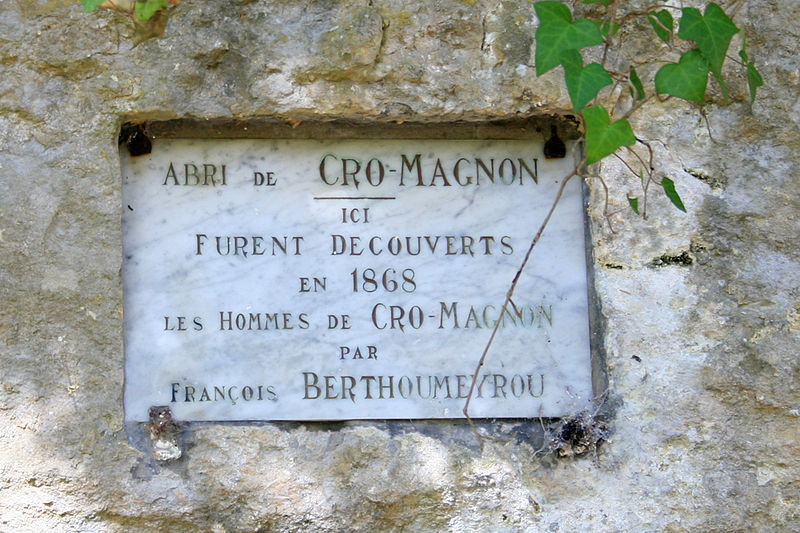 ABRI DE CRO-MAGNON
ICI
FURENT DECOUVERTS
EN 1868
LES HOMMES DE CRO-MAGNON
PAR
FRANÇOIS BERTHOUMEYROU